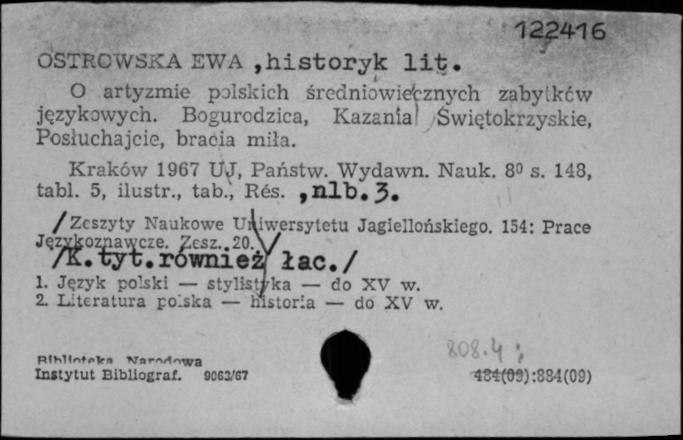 122416
OSTROWSKA EWA , historyk lit.
O artyzmie polskich średniowiecznych zabytków
językowych. Bogurodzica, Kazania Świętokrzyskie,
Posłuchajcie, bracia miła.
Kraków 1967 UJ, Państw. Wydawn. Nauk. 8⁰ s. 148,
tabl. 5, ilustr., tab., Rés. , nlb. 3.
/ Zeszyty Naukowe Uniwersytetu Jagiellońskiego. 154: Prace
Językoznawcze. Zesz. 20. /
/K. tyt. również łac./
1. Język polski — stylistyka — do XV w.
2. Literatura polska — historia — do XV w.
808.4 :
Biblioteka Narodowa
Instytut Bibliograf. 9063/67 484(09):884(09)